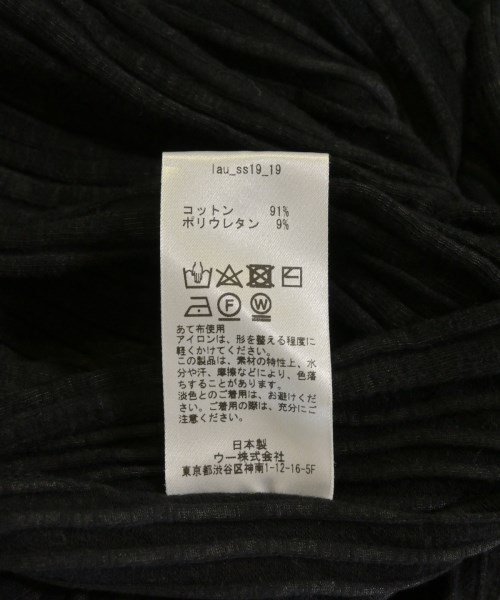 lau_ss19_19
コットン 91%
ポリウレタン 9%
F W
あて布使用
アイロンは、形を整える程度に
軽くかけてください。
この製品は、素材の特性上、水
分や汗、摩擦などにより、色落
ちすることがあります。
淡色とのご着用は、お避けくだ
さい。ご着用の際は、充分にご
注意ください。
日本製
ウー株式会社
東京都渋谷区神南1-12-16-5F